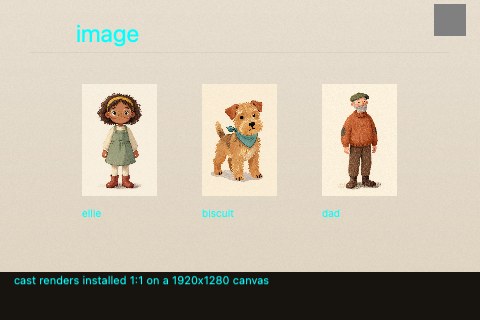 image
ellie
biscuit
dad
cast renders installed 1:1 on a 1920x1280 canvas